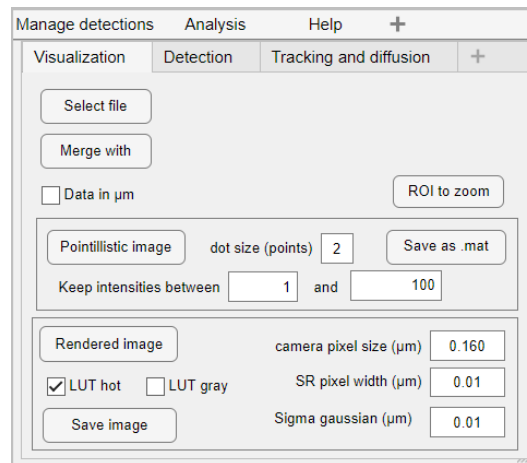 Manage detections Analysis Help +
Visualization Detection Tracking and diffusion +
Select file
Merge with
Data in µm
ROI to zoom
Pointillistic image dot size (points) 2 Save as .mat
Keep intensities between 1 and 100
Rendered image camera pixel size (µm) 0.160
LUT hot LUT gray SR pixel width (µm) 0.01
Save image Sigma gaussian (µm) 0.01